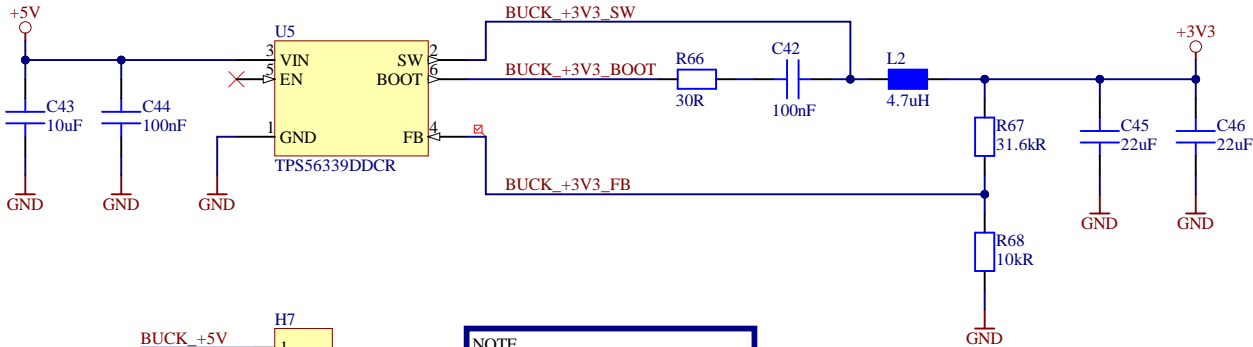 BUCK_+3V3_SW
+5V
U5
+3V3
3 VIN SW 2
5 EN BOOT 6
BUCK_+3V3_BOOT
R66
30R
C42
100nF
L2
4.7uH
C43
10uF
C44
100nF
1 GND FB 4
TPS56339DDCR
R67
31.6kR
C45
22uF
C46
22uF
BUCK_+3V3_FB
GND
GND
GND
GND
GND
R68
10kR
GND
H7
BUCK_+5V
1
NOTE